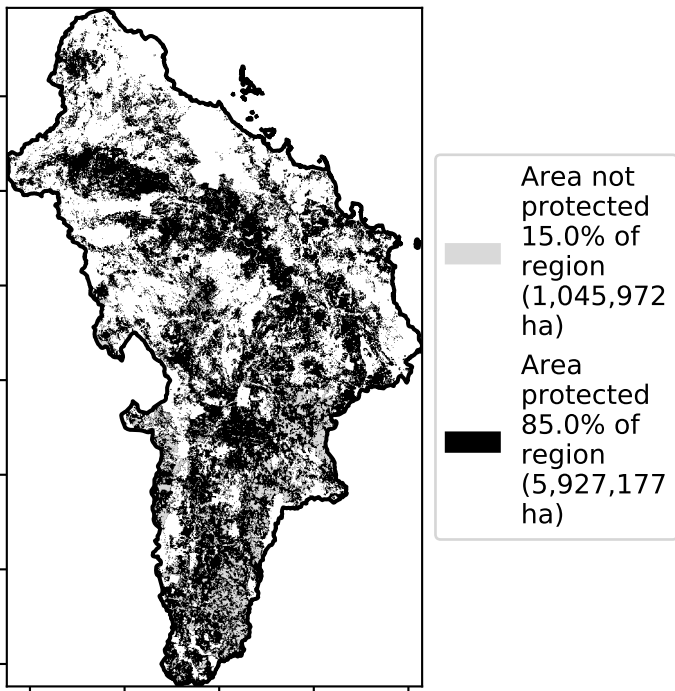 Area not
protected
15.0% of
region
(1,045,972
ha)
Area
protected
85.0% of
region
(5,927,177
ha)